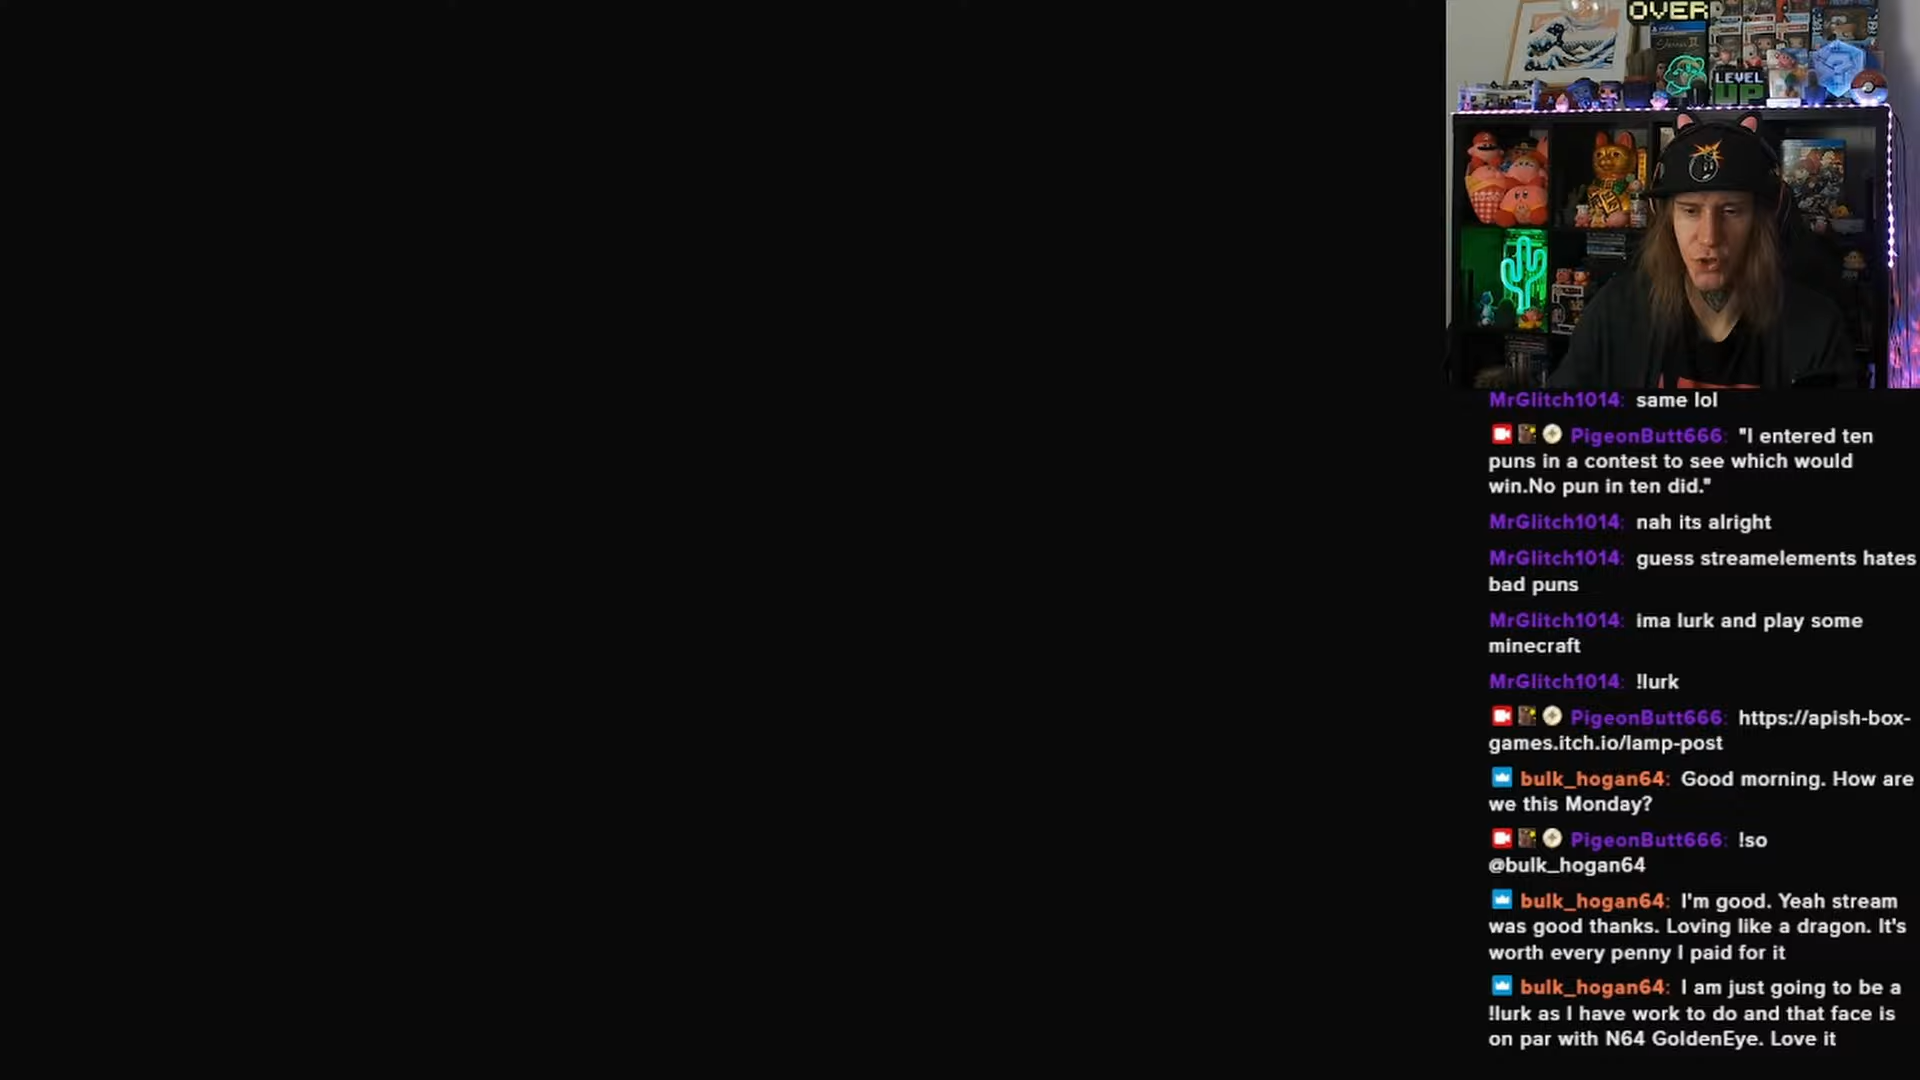 OVER
LEVEL
UP
MrGlitch1014: same lol
PigeonButt666: "I entered ten
puns in a contest to see which would
win.No pun in ten did."
MrGlitch1014: nah its alright
MrGlitch1014: guess streamelements hates
bad puns
MrGlitch1014: ima lurk and play some
minecraft
MrGlitch1014: !lurk
PigeonButt666: https://apish-box-
games.itch.io/lamp-post
bulk_hogan64: Good morning. How are
we this Monday?
PigeonButt666: !so
@bulk_hogan64
bulk_hogan64: I'm good. Yeah stream
was good thanks. Loving like a dragon. It's
worth every penny I paid for it
bulk_hogan64: I am just going to be a
!lurk as I have work to do and that face is
on par with N64 GoldenEye. Love it